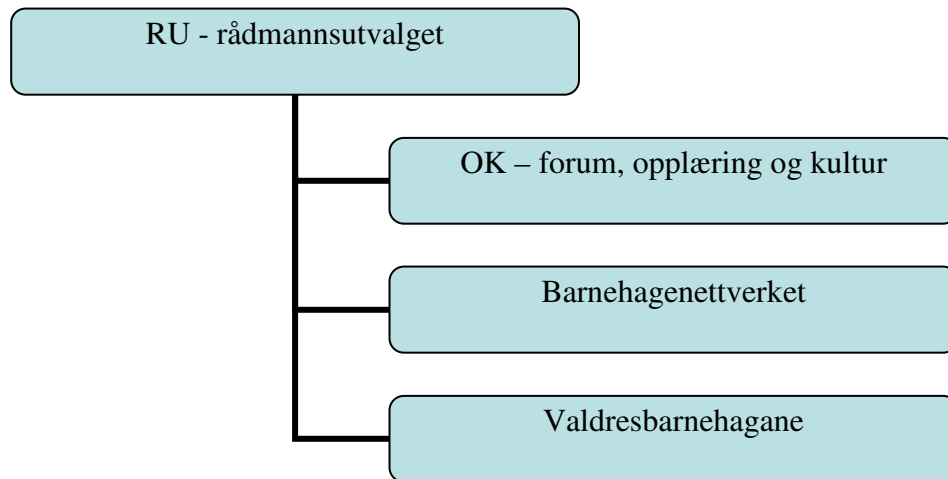 RU - rådmannsutvalget
OK – forum, opplæring og kultur
Barnehagenettverket
Valdresbarnehagane